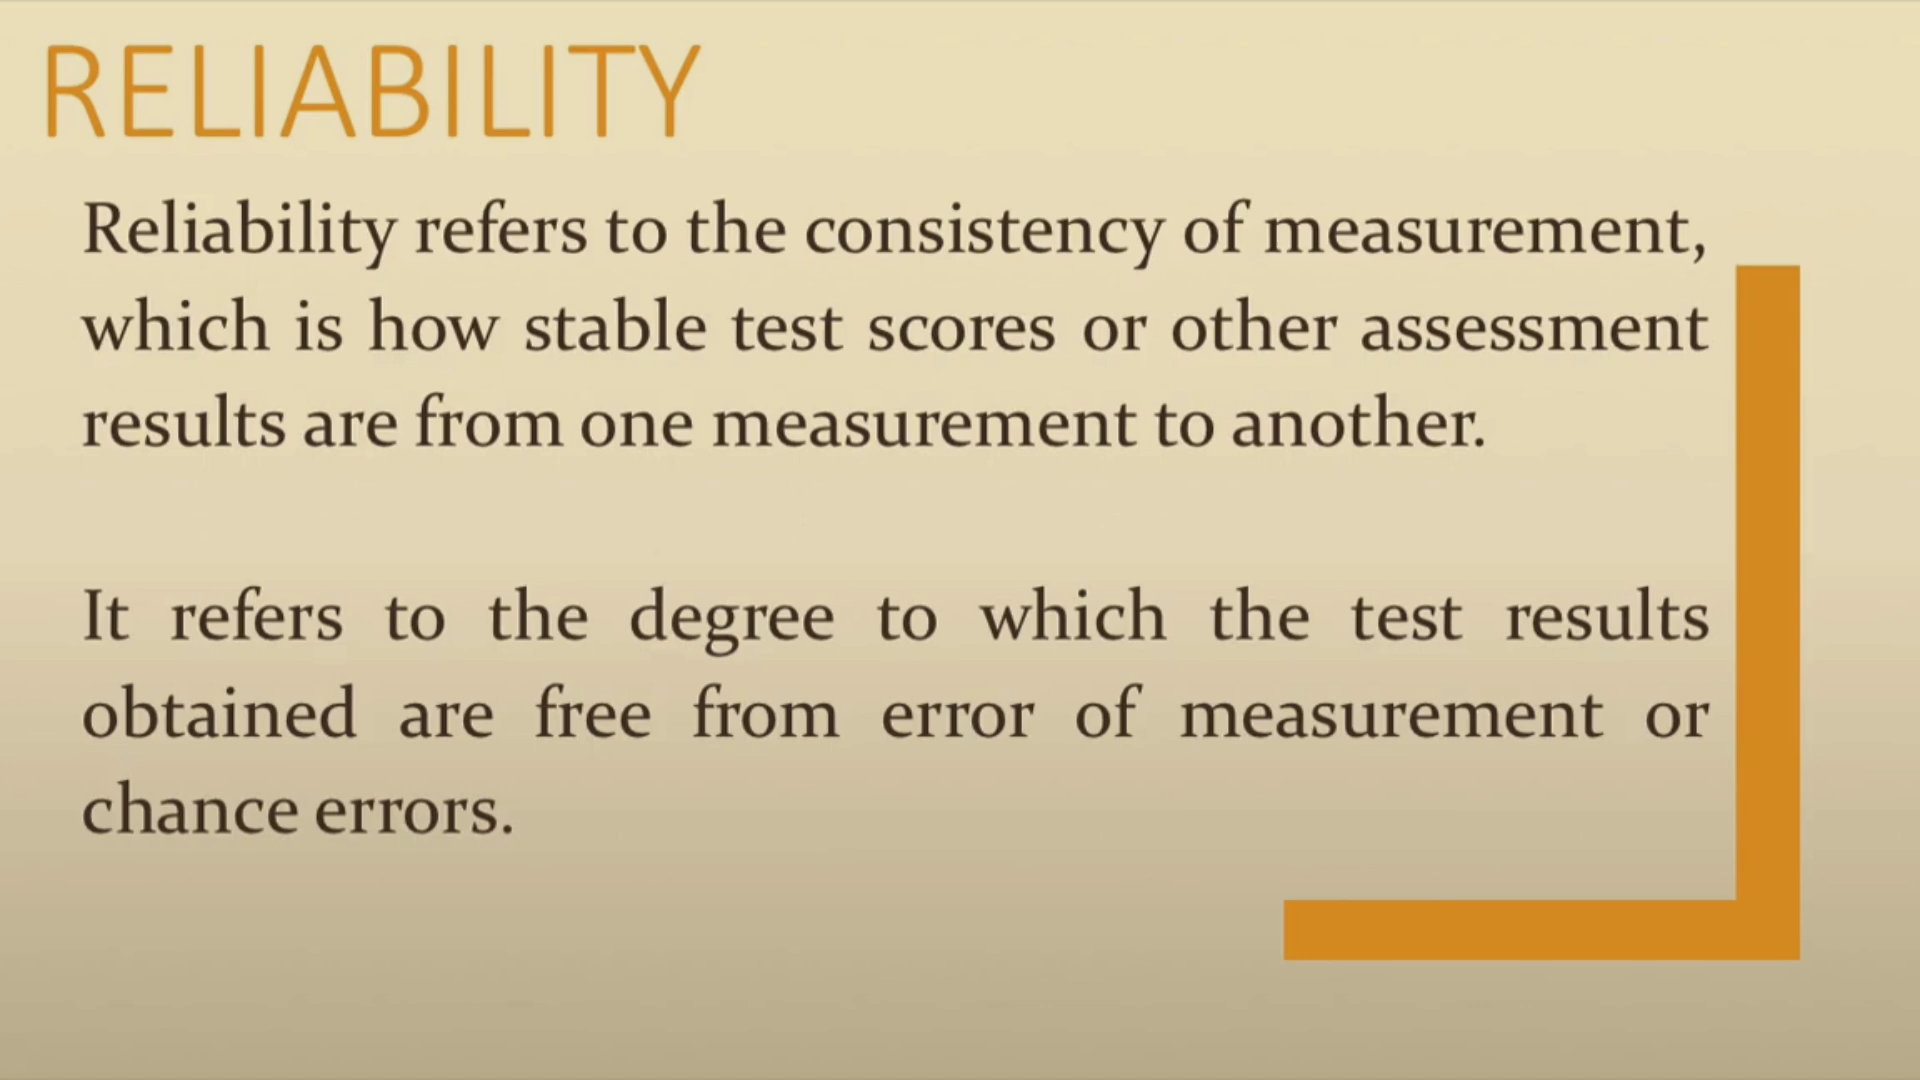 RELIABILITY
Reliability refers to the consistency of measurement,
which is how stable test scores or other assessment
results are from one measurement to another.
It refers to the degree to which the test results
obtained are free from error of measurement or
chance errors.